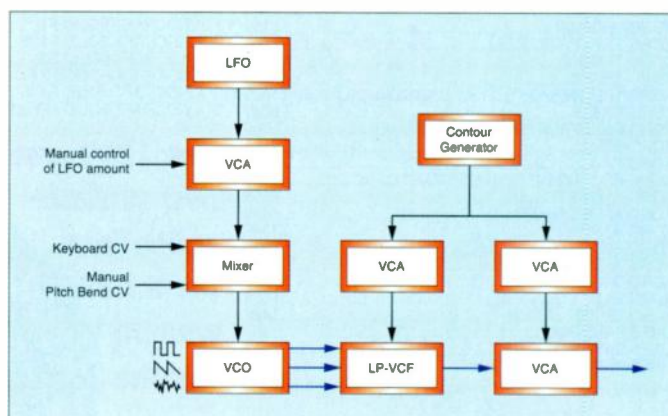 LFO
Contour
Generator
Manual control
of LFO amount
VCA
Keyboard CV
Manual
Pitch Bend CV
Mixer
VCA
VCA
VCO
LP-VCF
VCA